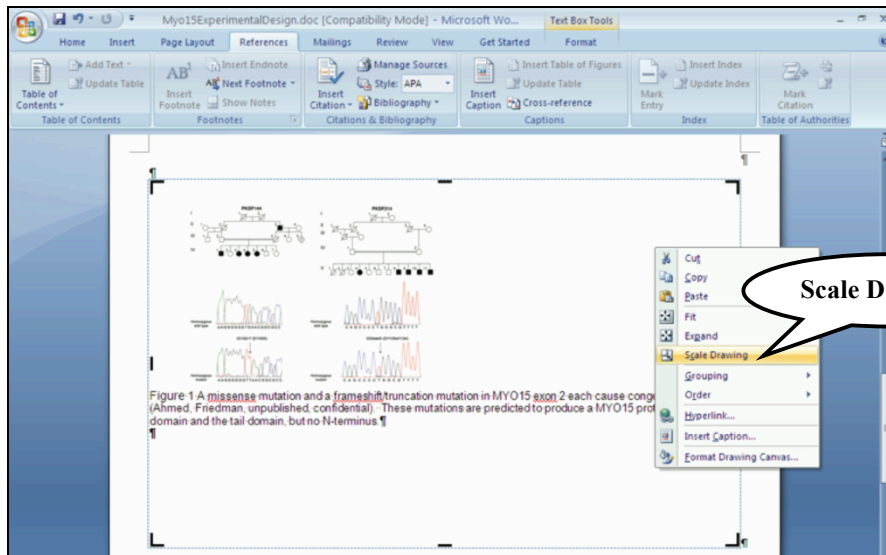 Myo15ExperimentalDesign.doc [Compatibility Mode] - Microsoft Wo... Text Box Tools
Home Insert Page Layout References Mailings Review View Get Started Format
Add Text Insert Endnote Manage Sources Insert Table of Figures Insert Index
Update Table AB¹ Next Footnote Style: APA Update Table Update Index
Table of Contents Insert Footnote Show Notes Insert Citation Bibliography Insert Caption Cross-reference Mark Entry Mark Citation
Table of Contents Footnotes Citations & Bibliography Captions Index Table of Authorities
PKDF144 PKDF214
Cut
Copy
Paste
Fit
Expand
Scale Drawing
Grouping
Order
Hyperlink...
Insert Caption...
Format Drawing Canvas...
Scale D
Figure 1 A missense mutation and a frameshift/truncation mutation in MYO15 exon 2 each cause cong
(Ahmed, Friedman, unpublished, confidential). These mutations are predicted to produce a MYO15 prot
domain and the tail domain, but no N-terminus.¶